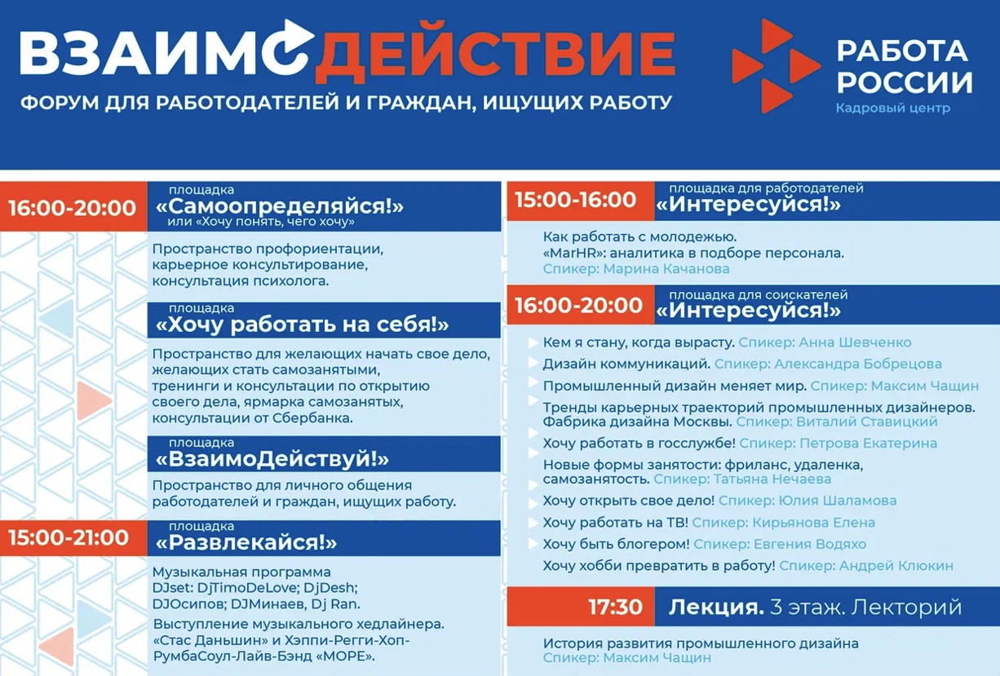 ВЗАИМОДЕЙСТВИЕ
ФОРУМ ДЛЯ РАБОТОДАТЕЛЕЙ И ГРАЖДАН, ИЩУЩИХ РАБОТУ
РАБОТА
РОССИИ
Кадровый центр
16:00-20:00
площадка
«Самоопределяйся!»
или «Хочу понять, чего хочу»
Пространство профориентации,
карьерное консультирование,
консультация психолога.
площадка
«Хочу работать на себя!»
Пространство для желающих начать свое дело,
желающих стать самозанятыми,
тренинги и консультации по открытию
своего дела, ярмарка самозанятых,
консультации от Сбербанка.
площадка
«ВзаимоДействуй!»
Пространство для личного общения
работодателей и граждан, ищущих работу.
15:00-21:00
площадка
«Развлекайся!»
Музыкальная программа
DJset: DjTimoDeLove; DjDesh;
DJОсипов; DJМинаев, Dj Ran.
Выступление музыкального хедлайнера.
«Стас Даньшин» и Хэппи-Регги-Хоп-
РумбаСоул-Лайв-Бэнд «МОРЕ».
15:00-16:00
площадка для работодателей
«Интересуйся!»
Как работать с молодежью.
«MarHR»: аналитика в подборе персонала.
Спикер: Марина Качанова
16:00-20:00
площадка для соискателей
«Интересуйся!»
Кем я стану, когда вырасту. Спикер: Анна Шевченко
Дизайн коммуникаций. Спикер: Александра Бобрецова
Промышленный дизайн меняет мир. Спикер: Максим Чащин
Тренды карьерных траекторий промышленных дизайнеров.
Фабрика дизайна Москвы. Спикер: Виталий Ставицкий
Хочу работать в госслужбе! Спикер: Петрова Екатерина
Новые формы занятости: фриланс, удаленка,
самозанятость. Спикер: Татьяна Нечаева
Хочу открыть свое дело! Спикер: Юлия Шаламова
Хочу работать на ТВ! Спикер: Кирьянова Елена
Хочу быть блогером! Спикер: Евгения Водяхо
Хочу хобби превратить в работу! Спикер: Андрей Клюкин
17:30
Лекция. 3 этаж. Лекторий
История развития промышленного дизайна
Спикер: Максим Чащин